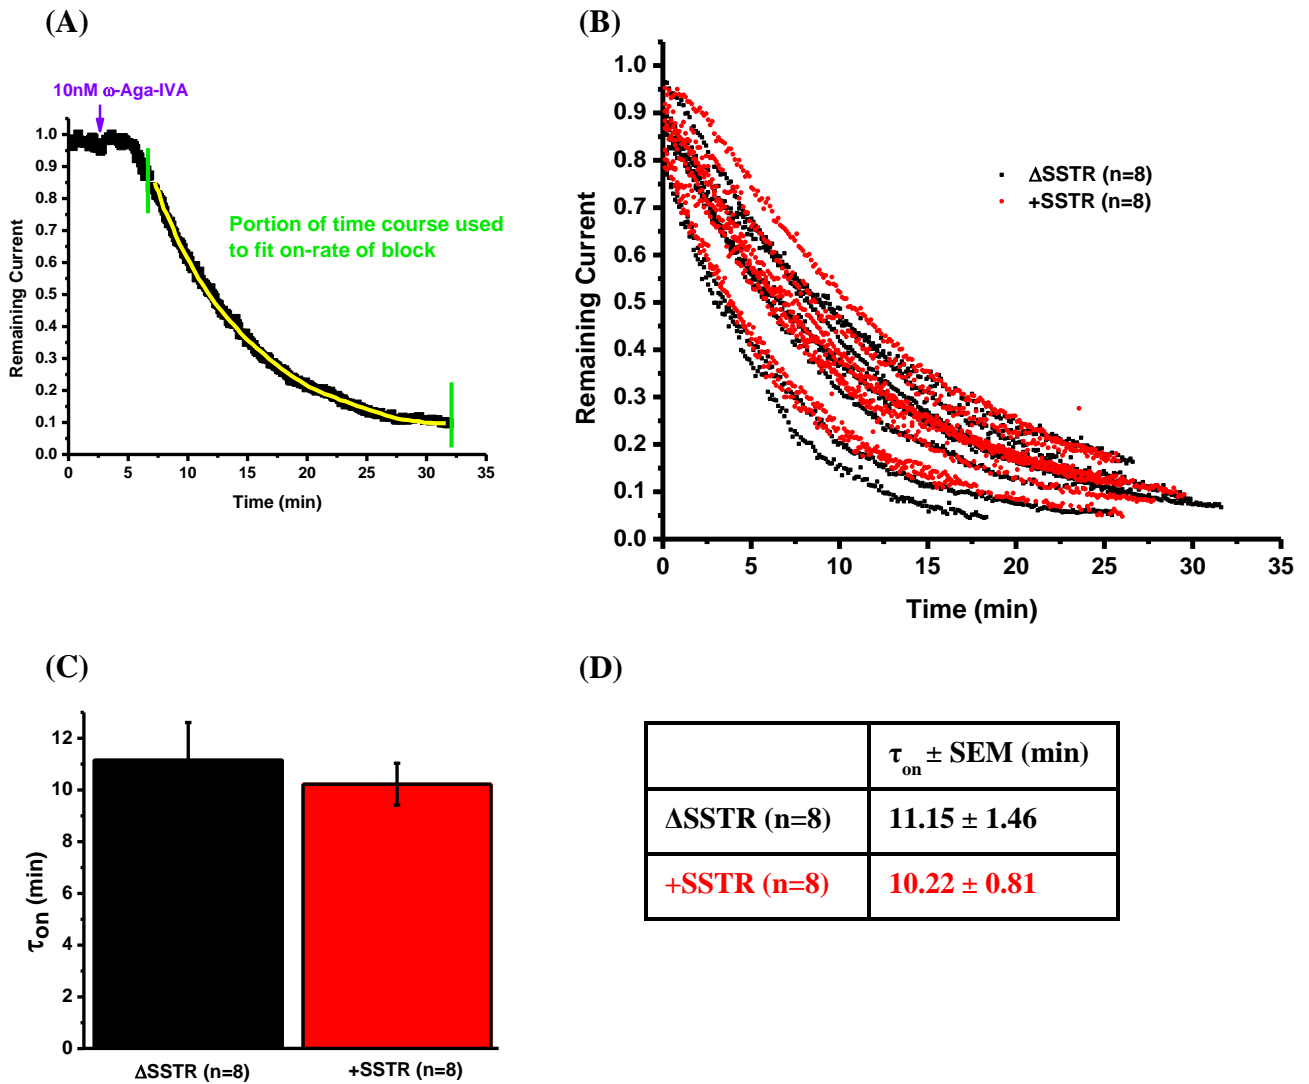 (A)
10nM ω-Aga-IVA
Portion of time course used
to fit on-rate of block
Remaining Current
1.0
0.9
0.8
0.7
0.6
0.5
0.4
0.3
0.2
0.1
0.0
0 5 10 15 20 25 30 35
Time (min)
(B)
Remaining Current
1.0
0.9
0.8
0.7
0.6
0.5
0.4
0.3
0.2
0.1
0.0
ΔSSTR (n=8)
+SSTR (n=8)
0 5 10 15 20 25 30 35
Time (min)
(C)
τon (min)
12
10
8
6
4
2
0
ΔSSTR (n=8) +SSTR (n=8)
(D)
τon ± SEM (min)
ΔSSTR (n=8) 11.15 ± 1.46
+SSTR (n=8) 10.22 ± 0.81